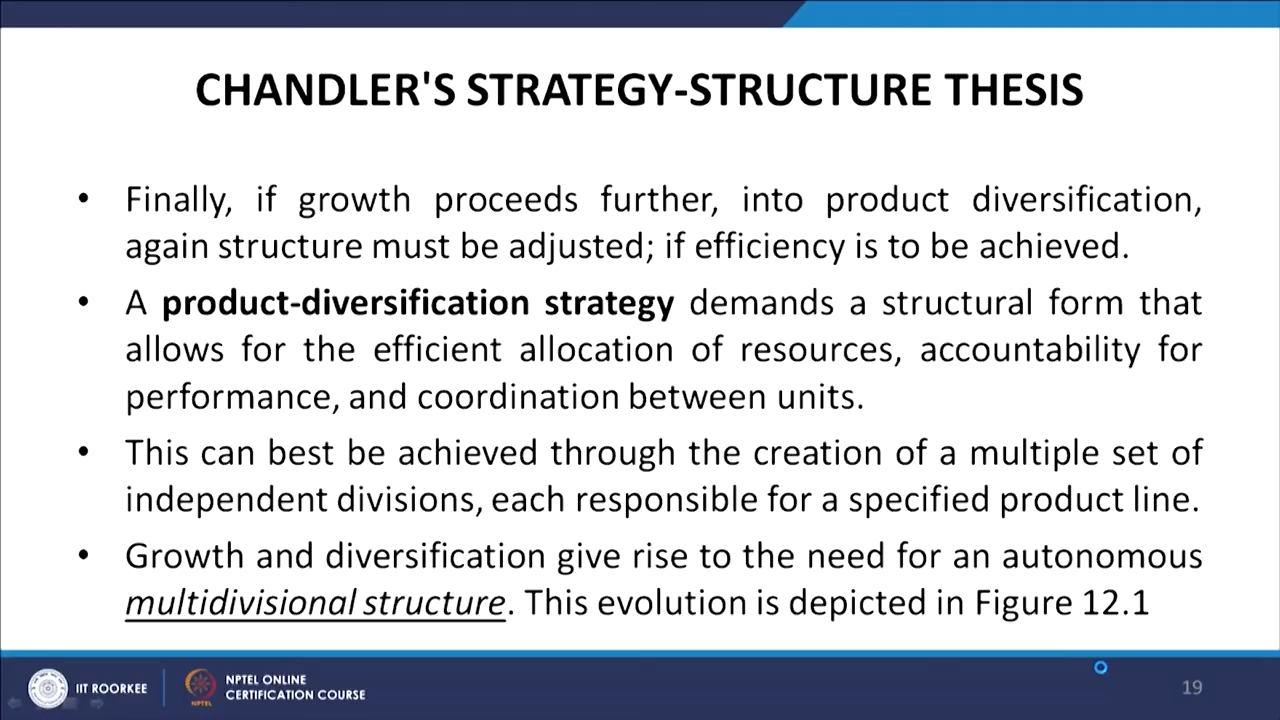 CHANDLER'S STRATEGY-STRUCTURE THESIS
• Finally, if growth proceeds further, into product diversification,
again structure must be adjusted; if efficiency is to be achieved.
• A product-diversification strategy demands a structural form that
allows for the efficient allocation of resources, accountability for
performance, and coordination between units.
• This can best be achieved through the creation of a multiple set of
independent divisions, each responsible for a specified product line.
• Growth and diversification give rise to the need for an autonomous
multidivisional structure. This evolution is depicted in Figure 12.1
IIT ROORKEE
NPTEL
NPTEL ONLINE
CERTIFICATION COURSE
19